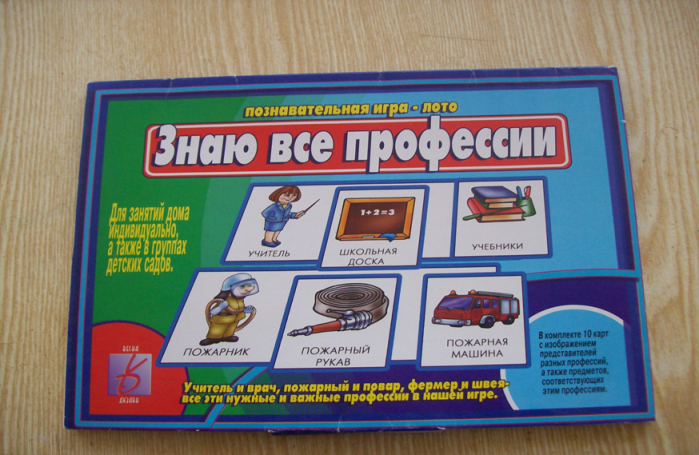 познавательная игра - лото
Знаю все профессии
Для занятий дома
индивидуально,
а также в группах
детских садов.
1+2=3
УЧИТЕЛЬ
ШКОЛЬНАЯ
ДОСКА
УЧЕБНИКИ
ПОЖАРНИК
ПОЖАРНЫЙ
РУКАВ
ПОЖАРНАЯ
МАШИНА
В комплекте 10 карт
с изображением
представителей
разных профессий,
а также предметов,
соответствующих
этим профессиям.
ВЕСНА
ДИЗАЙН
Учитель и врач, пожарный и повар, фермер и швея-
все эти нужные и важные профессии в нашей игре.